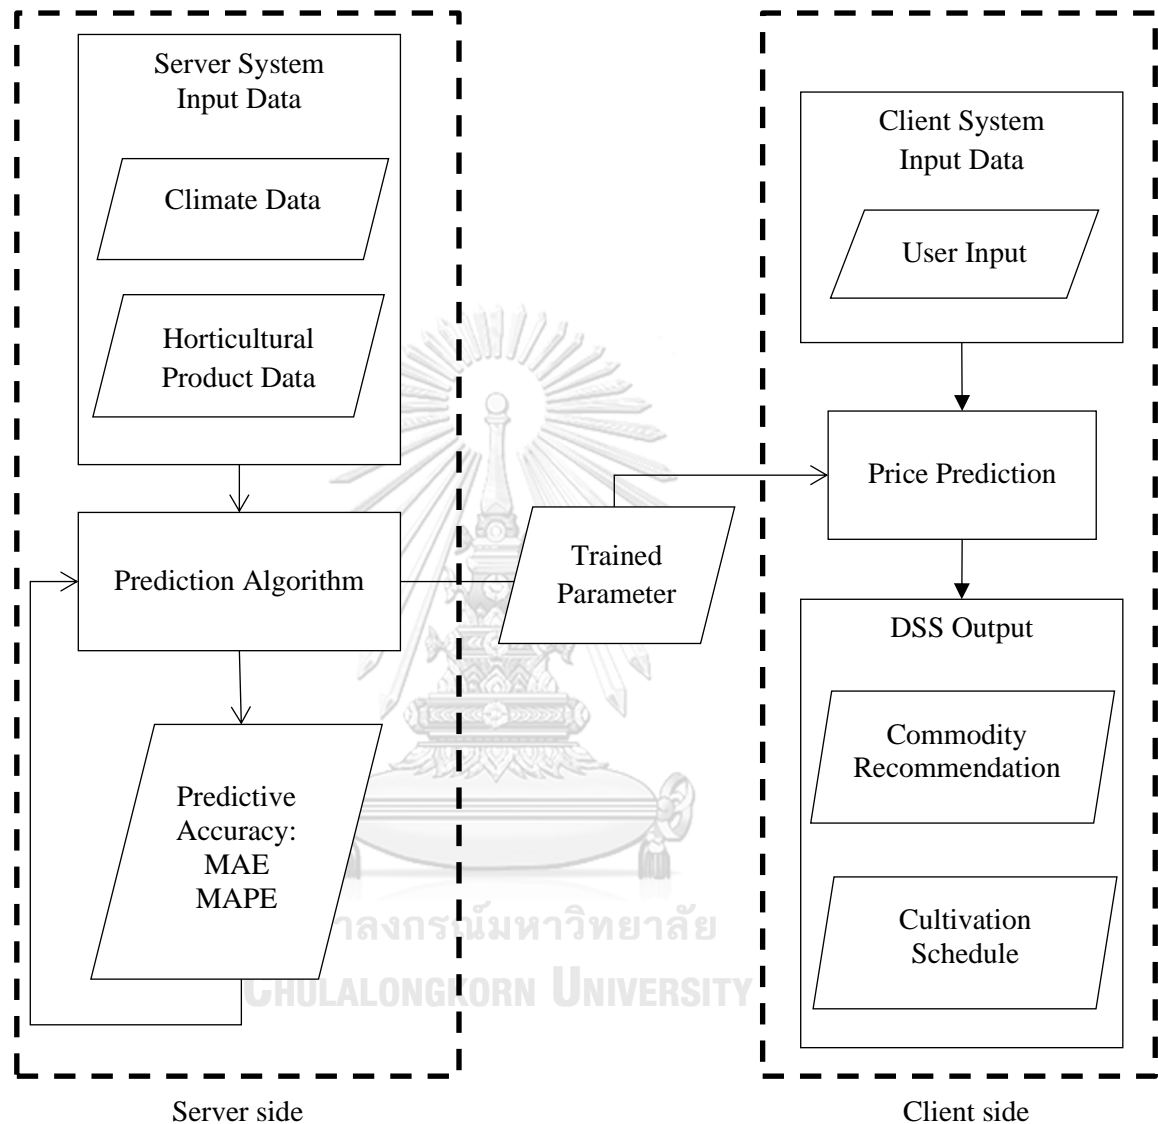 Server System
Input Data
Climate Data
Horticultural
Product Data
Prediction Algorithm
Predictive
Accuracy:
MAE
MAPE
Trained
Parameter
Client System
Input Data
User Input
Price Prediction
DSS Output
Commodity
Recommendation
Cultivation
Schedule
าลงกรณ์มหาวิทยาลัย
CHULALONGKORN UNIVERSITY
Server side
Client side